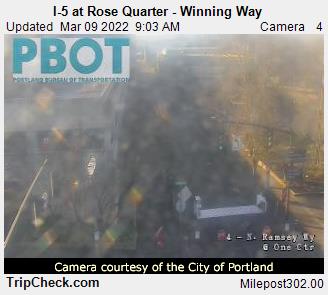 I-5 at Rose Quarter - Winning Way
Updated Mar 09 2022 9:03 AM Camera 4
PBOT
PORTLAND BUREAU OF TRANSPORTATION
4 - N. Ramsey Wy
@ One Ctr
Camera courtesy of the City of Portland
TripCheck.com Milepost302.00